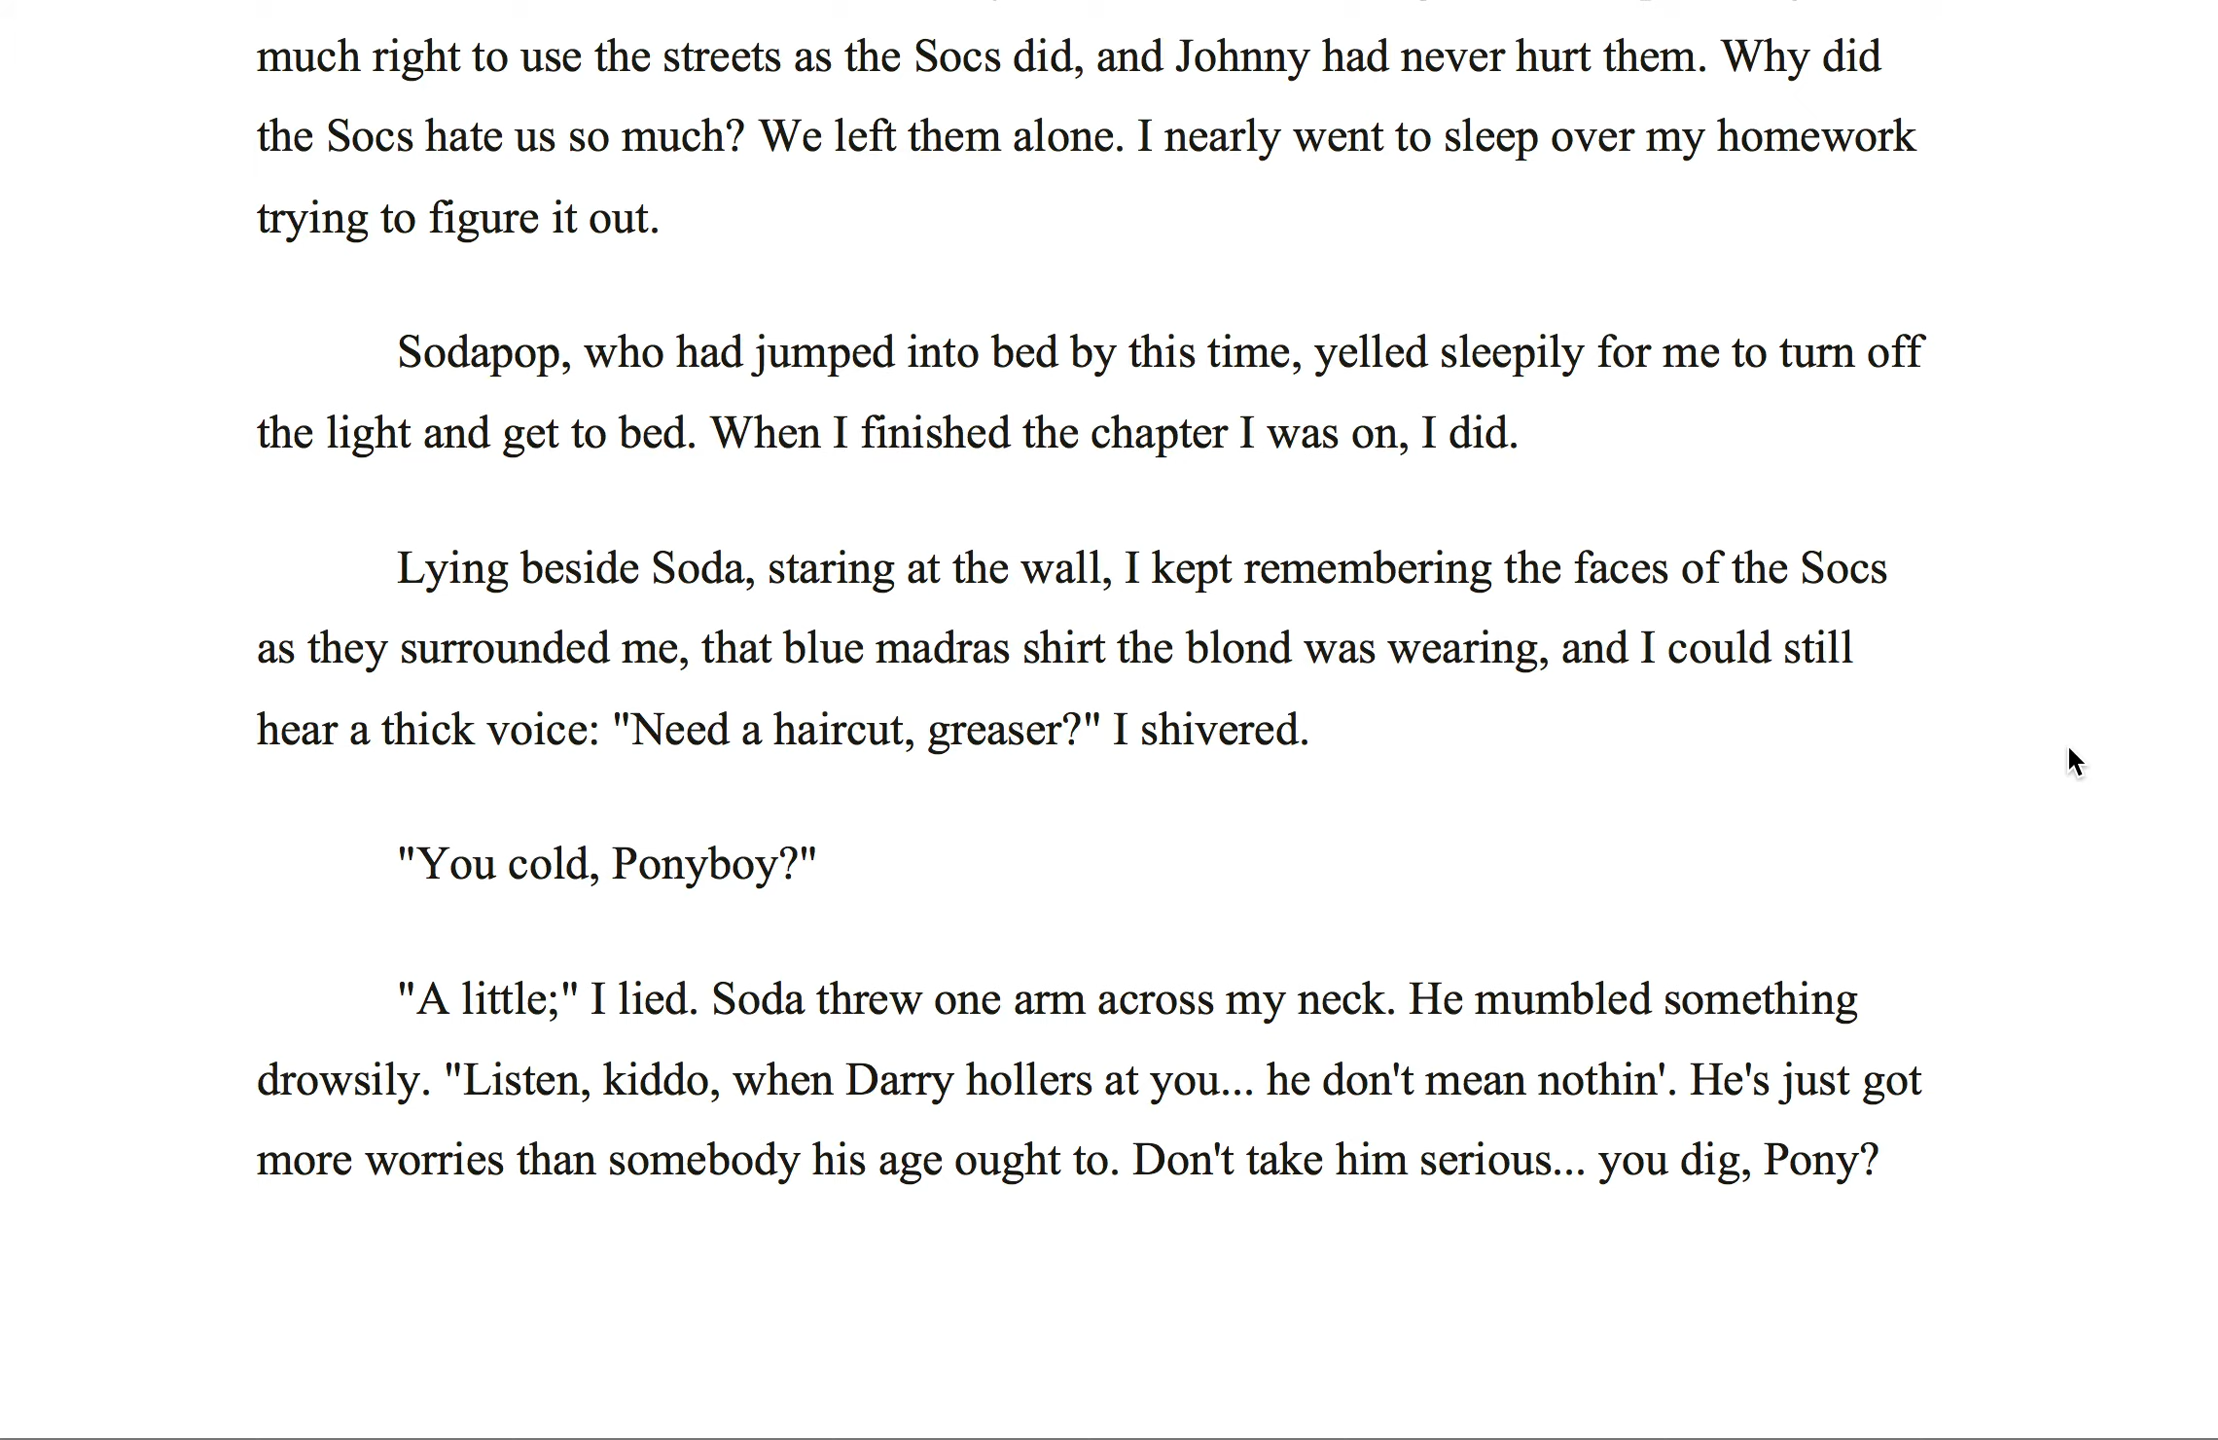 much right to use the streets as the Socs did, and Johnny had never hurt them. Why did
the Socs hate us so much? We left them alone. I nearly went to sleep over my homework
trying to figure it out.
Sodapop, who had jumped into bed by this time, yelled sleepily for me to turn off
the light and get to bed. When I finished the chapter I was on, I did.
Lying beside Soda, staring at the wall, I kept remembering the faces of the Socs
as they surrounded me, that blue madras shirt the blond was wearing, and I could still
hear a thick voice: "Need a haircut, greaser?" I shivered.
"You cold, Ponyboy?"
"A little;" I lied. Soda threw one arm across my neck. He mumbled something
drowsily. "Listen, kiddo, when Darry hollers at you... he don't mean nothin'. He's just got
more worries than somebody his age ought to. Don't take him serious... you dig, Pony?